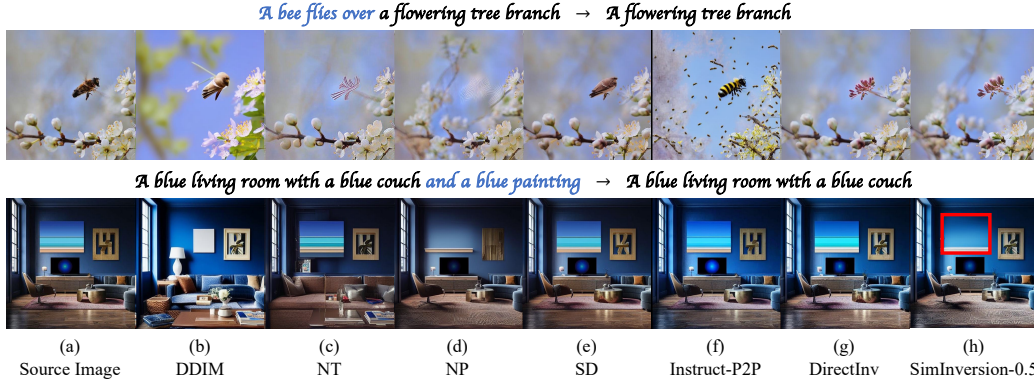 A bee flies over a flowering tree branch → A flowering tree branch
A blue living room with a blue couch and a blue painting → A blue living room with a blue couch
(a) (b) (c) (d) (e) (f) (g) (h)
Source Image DDIM NT NP SD Instruct-P2P DirectInv SimInversion-0.5